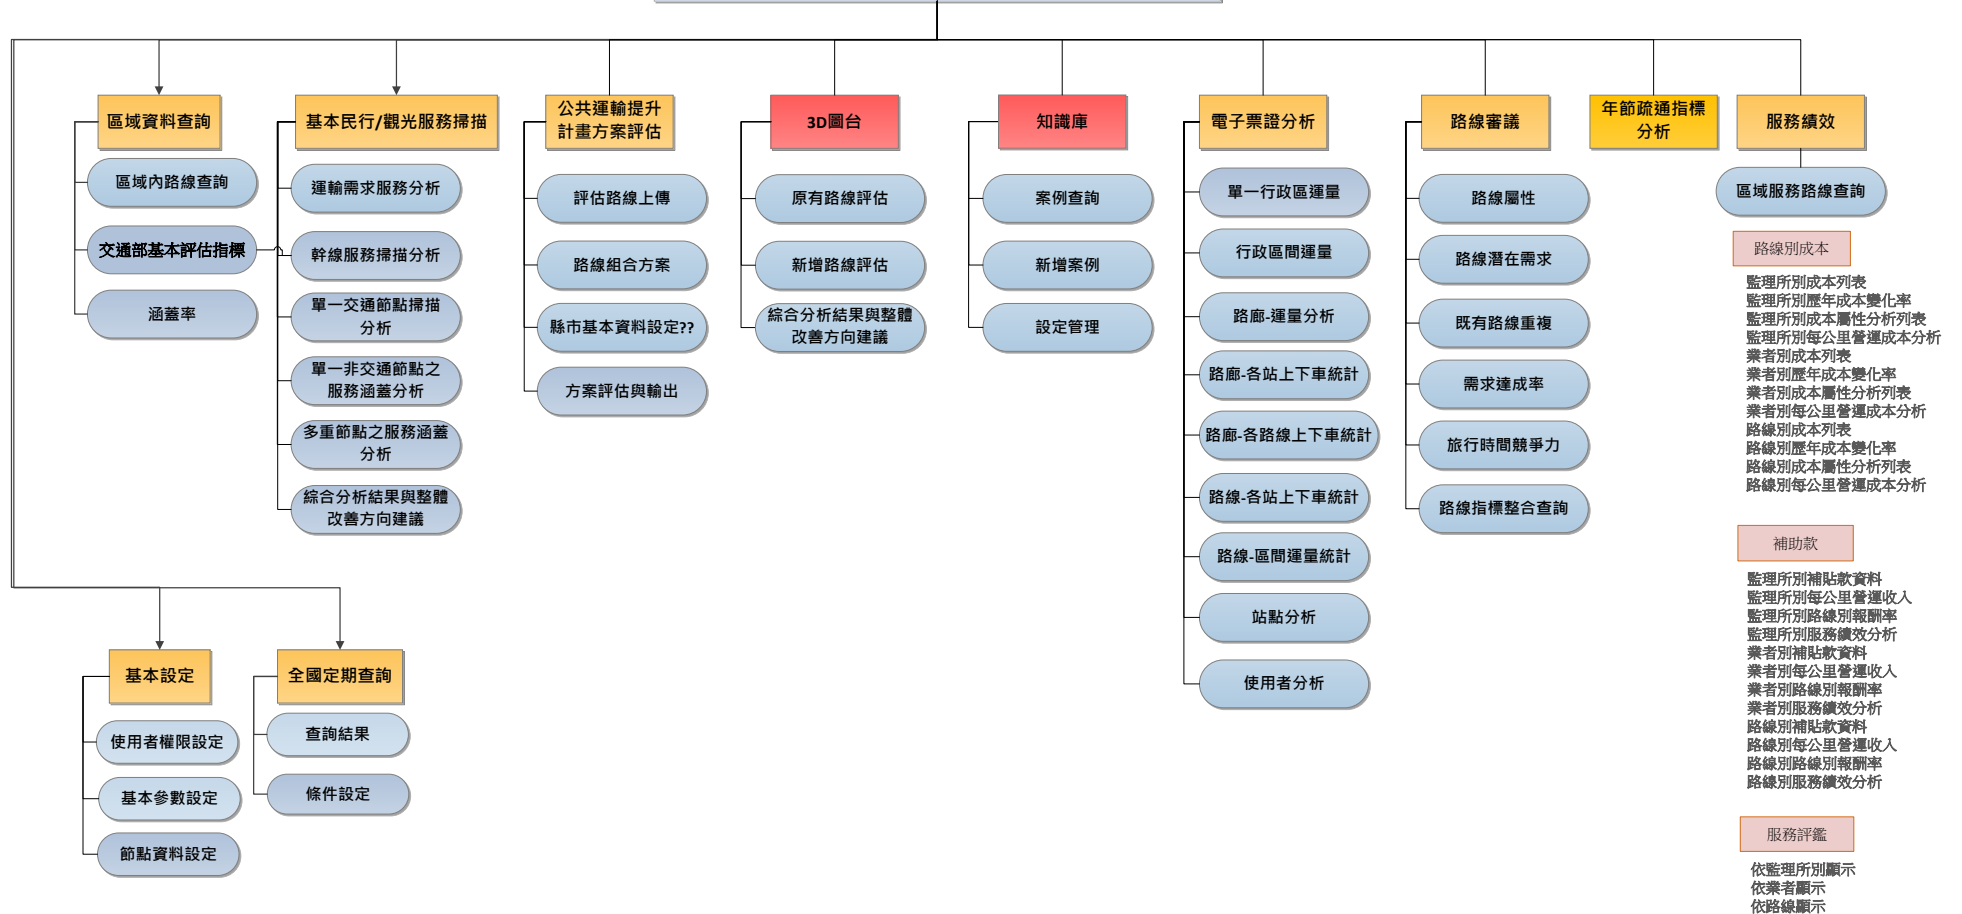 區域資料查詢
區域內路線查詢
交通部基本評估指標
涵蓋率
基本民行/觀光服務掃描
運輸需求服務分析
幹線服務掃描分析
單一交通節點掃描
分析
單一非交通節點之
服務涵蓋分析
多重節點之服務涵蓋
分析
綜合分析結果與整體
改善方向建議
公共運輸提升
計畫方案評估
評估路線上傳
路線組合方案
縣市基本資料設定??
方案評估與輸出
3D圖台
原有路線評估
新增路線評估
綜合分析結果與整體
改善方向建議
知識庫
案例查詢
新增案例
設定管理
電子票證分析
單一行政區運量
行政區間運量
路廊-運量分析
路廊-各站上下車統計
路廊-各路線上下車統計
路線-各站上下車統計
路線-區間運量統計
站點分析
使用者分析
路線審議
路線屬性
路線潛在需求
既有路線重複
需求達成率
旅行時間競爭力
路線指標整合查詢
年節疏通指標
分析
服務績效
區域服務路線查詢
路線別成本
監理所別成本列表
監理所別歷年成本變化率
監理所別成本屬性分析列表
監理所別每公里營運成本分析
業者別成本列表
業者別歷年成本變化率
業者別成本屬性分析列表
業者別每公里營運成本分析
路線別成本列表
路線別歷年成本變化率
路線別成本屬性分析列表
路線別每公里營運成本分析
補助款
監理所別補貼款資料
監理所別每公里營運收入
監理所別路線別報酬率
監理所別服務績效分析
業者別補貼款資料
業者別每公里營運收入
業者別路線別報酬率
業者別服務績效分析
路線別補貼款資料
路線別每公里營運收入
路線別路線別報酬率
路線別服務績效分析
服務評鑑
依監理所別顯示
依業者顯示
依路線顯示
基本設定
使用者權限設定
基本參數設定
節點資料設定
全國定期查詢
查詢結果
條件設定